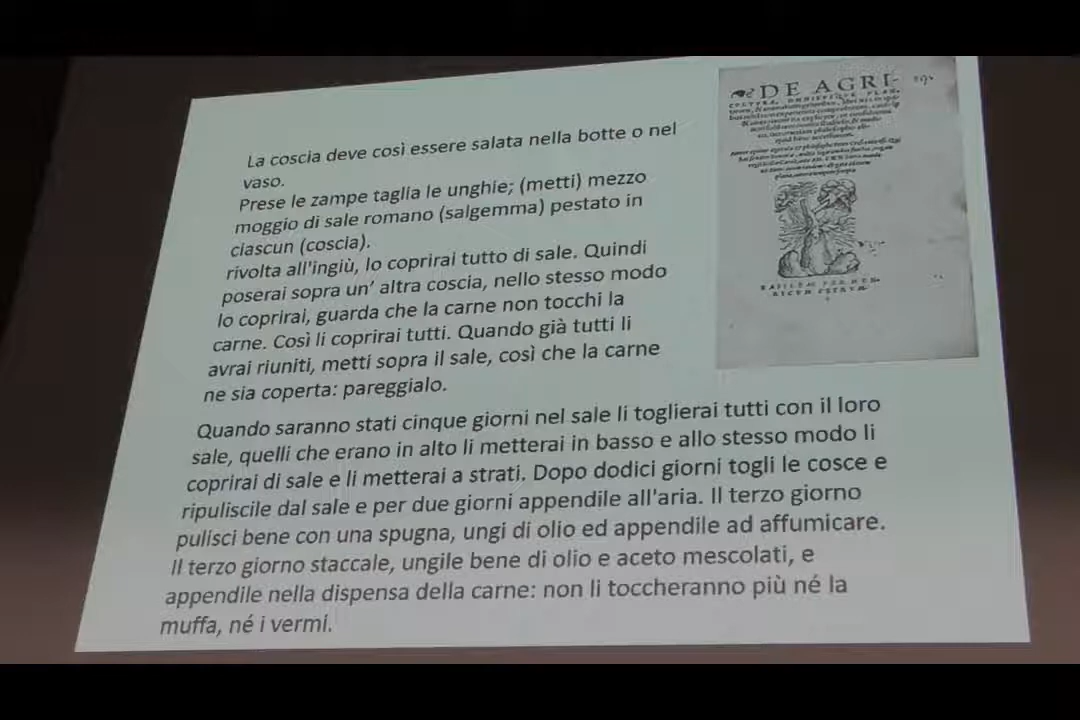 La coscia deve così essere salata nella botte o nel
vaso.
Prese le zampe taglia le unghie; (metti) mezzo
moggio di sale romano (salgemma) pestato in
ciascun (coscia).
rivolta all'ingiù, lo coprirai tutto di sale. Quindi
poserai sopra un' altra coscia, nello stesso modo
lo coprirai, guarda che la carne non tocchi la
carne. Così li coprirai tutti. Quando già tutti li
avrai riuniti, metti sopra il sale, così che la carne
ne sia coperta: pareggialo.
Quando saranno stati cinque giorni nel sale li toglierai tutti con il loro
sale, quelli che erano in alto li metterai in basso e allo stesso modo li
coprirai di sale e li metterai a strati. Dopo dodici giorni togli le cosce e
ripuliscile dal sale e per due giorni appendile all'aria. Il terzo giorno
pulisci bene con una spugna, ungi di olio ed appendile ad affumicare.
Il terzo giorno staccale, ungile bene di olio e aceto mescolati, e
appendile nella dispensa della carne: non li toccheranno più né la
muffa, né i vermi.
DE AGRI-